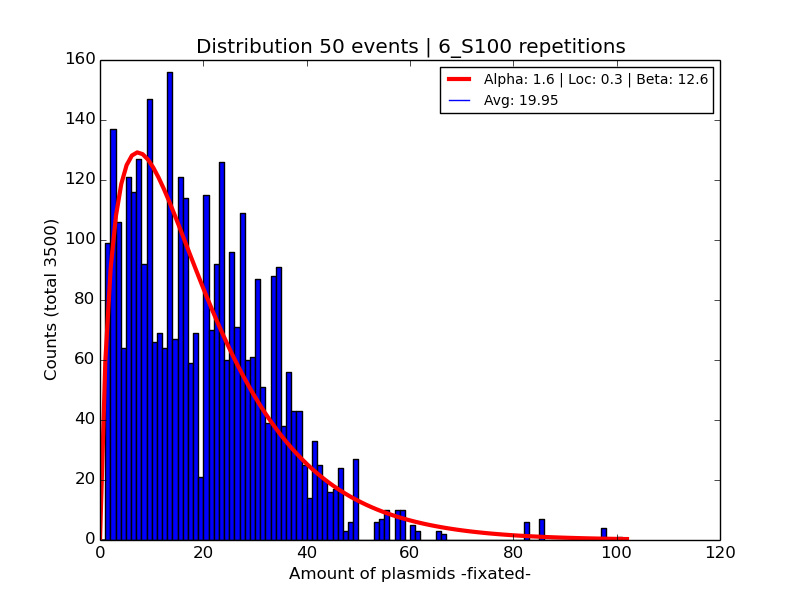 Distribution 50 events | 6_S100 repetitions
Alpha: 1.6 | Loc: 0.3 | Beta: 12.6
Avg: 19.95
160
140
120
100
80
60
40
20
0
Counts (total 3500)
0 20 40 60 80 100 120
Amount of plasmids -fixated-